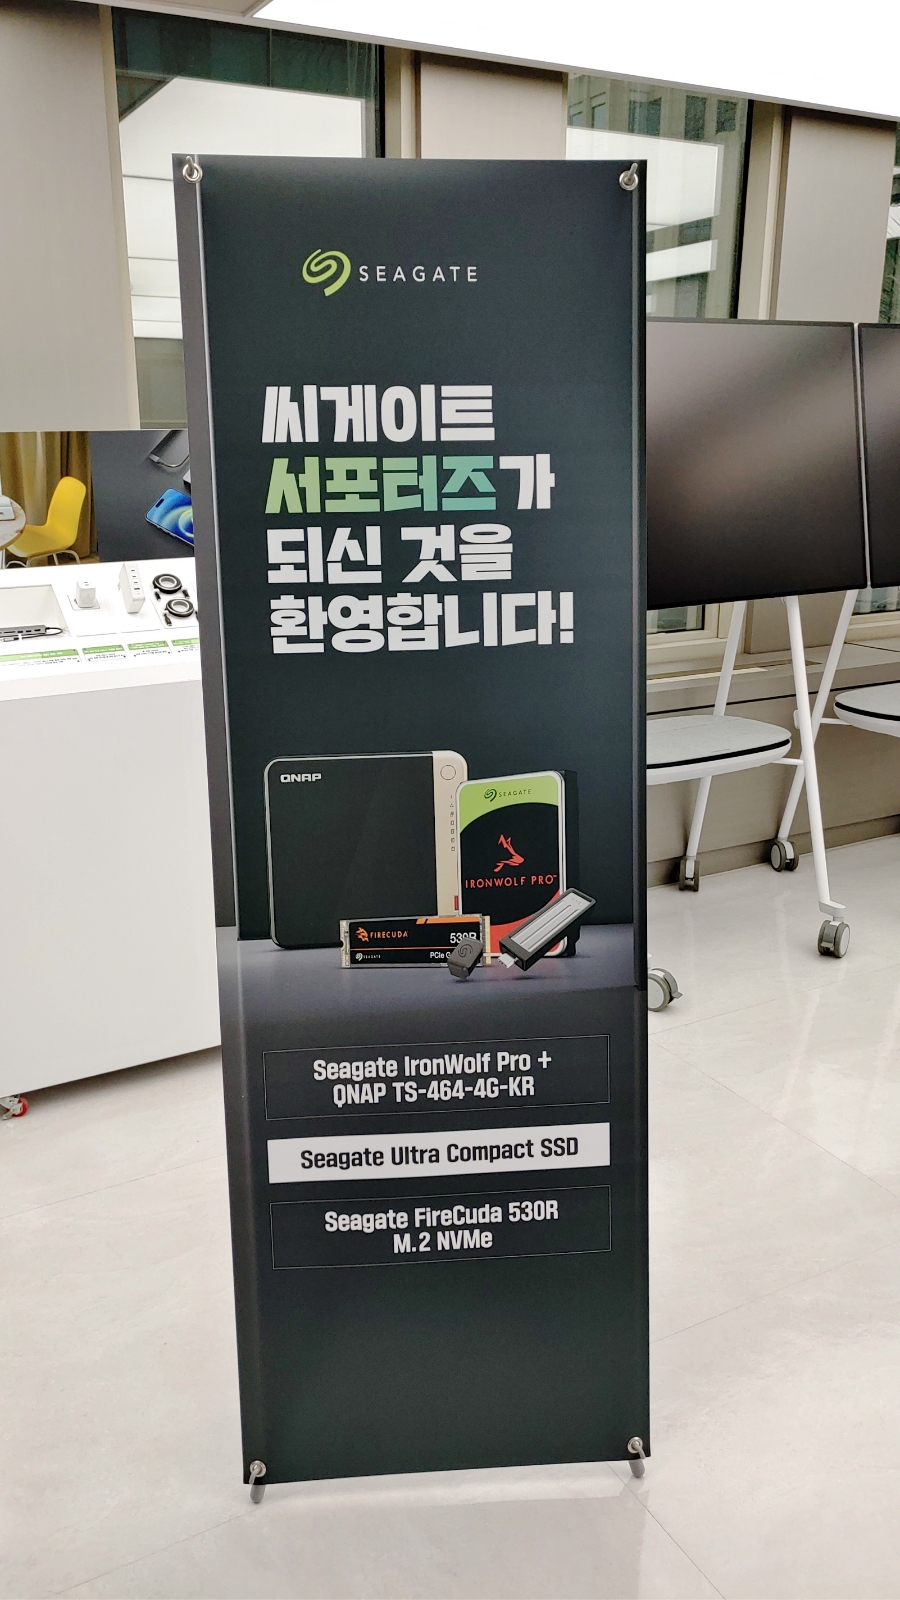 SEAGATE
씨게이트
서포터즈가
되신 것을
환영합니다!
QNAP
SEAGATE
IRONWOLF PRO
FIRECUDA
530R
SEAGATE
PCIe
Seagate IronWolf Pro +
QNAP TS-464-4G-KR
Seagate Ultra Compact SSD
Seagate FireCuda 530R
M.2 NVMe